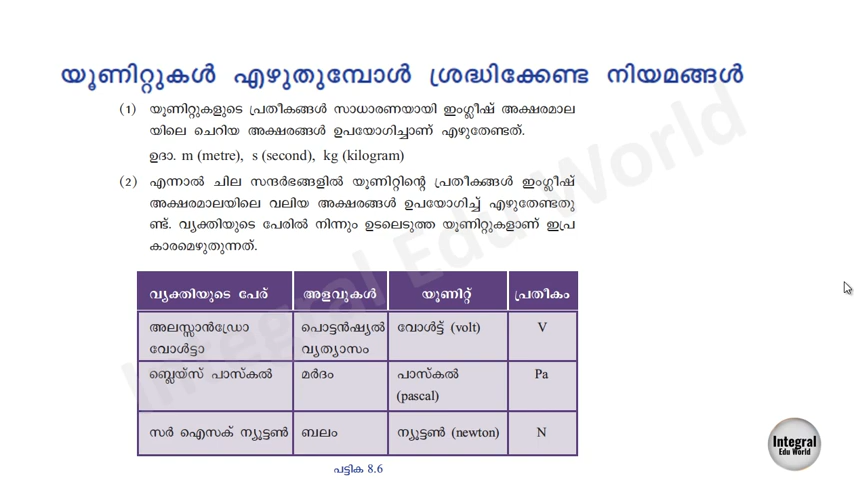 യൂണിറ്റുകൾ എഴുതുമ്പോൾ ശ്രദ്ധിക്കേണ്ട നിയമങ്ങൾ
(1) യൂണിറ്റുകളുടെ പ്രതീകങ്ങൾ സാധാരണയായി ഇംഗ്ലീഷ് അക്ഷരമാല
യിലെ ചെറിയ അക്ഷരങ്ങൾ ഉപയോഗിച്ചാണ് എഴുതേണ്ടത്.
ഉദാ. m (metre), s (second), kg (kilogram)
(2) എന്നാൽ ചില സന്ദർഭങ്ങളിൽ യൂണിറ്റിന്റെ പ്രതീകങ്ങൾ ഇംഗ്ലീഷ്
അക്ഷരമാലയിലെ വലിയ അക്ഷരങ്ങൾ ഉപയോഗിച്ച് എഴുതേണ്ടതു
ണ്ട്. വ്യക്തിയുടെ പേരിൽ നിന്നും ഉടലെടുത്ത യൂണിറ്റുകളാണ് ഇപ്ര
കാരമെഴുതുന്നത്.
വ്യക്തിയുടെ പേര് അളവുകൾ യൂണിറ്റ് പ്രതീകം
അലസ്സാൻഡ്രോ പൊട്ടൻഷ്യൽ വോൾട്ട് (volt) V
വോൾട്ടാ വ്യത്യാസം
ബ്ലെയ്സ് പാസ്കൽ മർദം പാസ്കൽ Pa
(pascal)
സർ ഐസക് ന്യൂട്ടൺ ബലം ന്യൂട്ടൺ (newton) N
പട്ടിക 8.6
Integral Edu World
Integral
Edu World